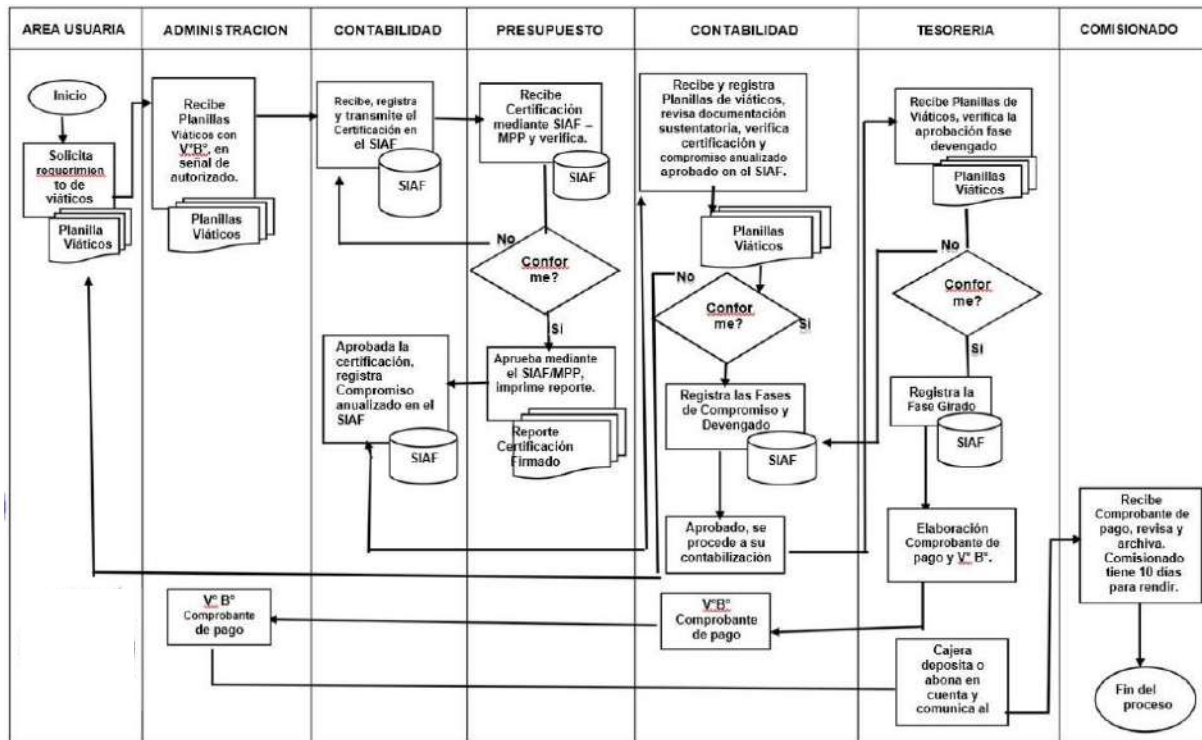 AREA USUARIA
ADMINISTRACION
CONTABILIDAD
PRESUPUESTO
CONTABILIDAD
TESORERIA
COMISIONADO
Inicio
Solicita
requerimien
to de
viáticos
Planilla
Viáticos
Recibe
Planillas
Viáticos con
V°B°. en
señal de
autorizado.
Planillas
Viáticos
V° B°
Comprobante
de pago
Recibe, registra
y transmite el
Certificación en
el SIAF
SIAF
Aprobada la
certificación,
registra
Compromiso
anualizado en el
SIAF
SIAF
Recibe
Certificación
mediante SIAF –
MPP y verifica.
SIAF
No
Confor
me?
Sí
Aprueba mediante
el SIAF/MPP,
imprime reporte.
Reporte
Certificación
Firmado
Recibe y registra
Planillas de viáticos,
revisa documentación
sustentatoria, verifica
certificación y
compromiso anualizado
aprobado en el SIAF.
Planillas
Viáticos
No
Confor
me?
Sí
Registra las Fases
de Compromiso y
Devengado
SIAF
Aprobado, se
procede a su
contabilización
V°B°
Comprobante
de pago
Recibe Planillas de
Viáticos, verifica la
aprobación fase
devengado
Planillas
Viáticos
No
Confor
me?
Sí
Registra la
Fase Girado
SIAF
Elaboración
Comprobante de
pago y V° B°.
Cajera
deposita o
abona en
cuenta y
comunica al
Recibe
Comprobante de
pago, revisa y
archiva.
Comisionado
tiene 10 días
para rendir.
Fin del
proceso